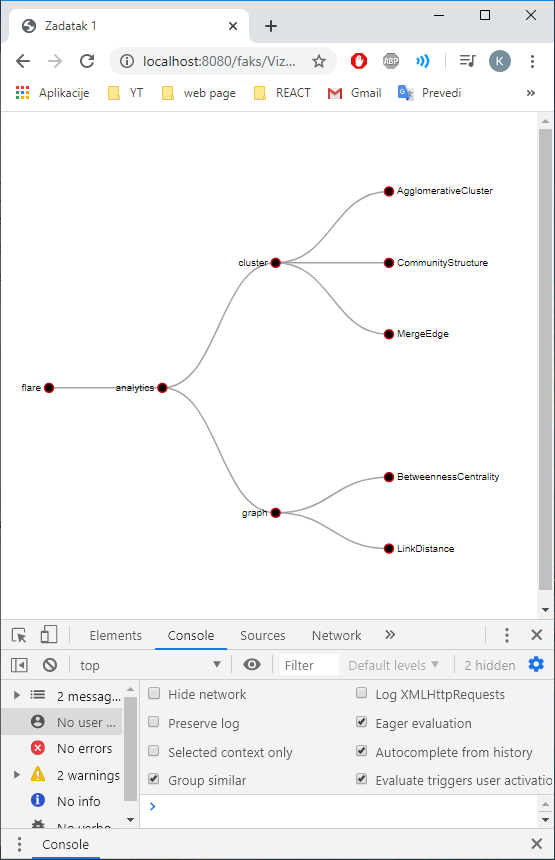 Zadatak 1
localhost:8080/faks/Viz...
ABP
K
Aplikacije YT web page REACT Gmail Prevedi »
AgglomerativeCluster
cluster
CommunityStructure
MergeEdge
flare
analytics
BetweennessCentrality
graph
LinkDistance
Elements Console Sources Network »
top Filter Default levels 2 hidden
2 messag...
No user ...
No errors
2 warnings
No info
No verbo
Hide network Log XMLHttpRequests
Preserve log Eager evaluation
Selected context only Autocomplete from history
Group similar Evaluate triggers user activatio
Console